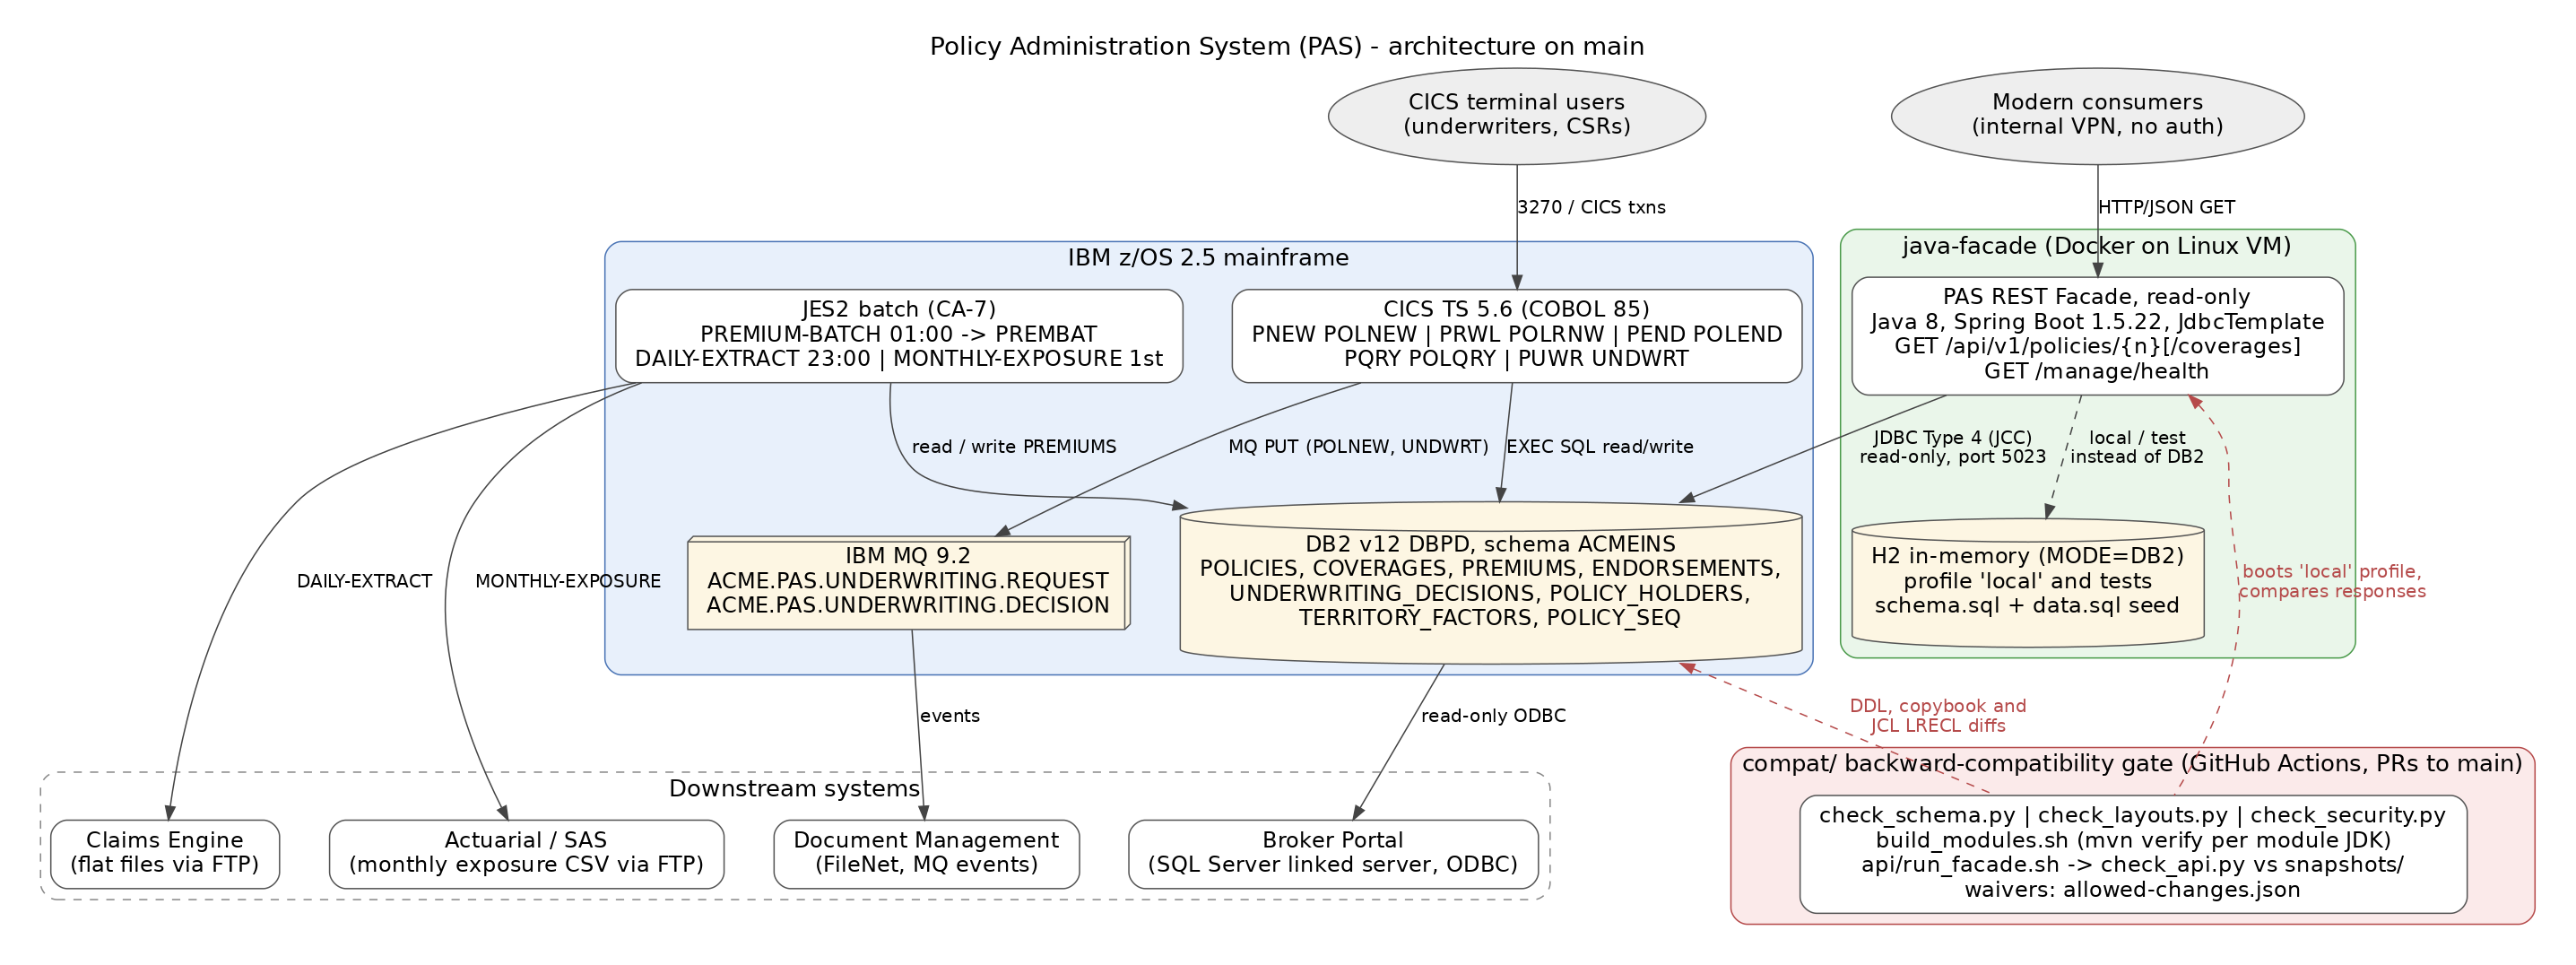 Policy Administration System (PAS) - architecture on main
CICS terminal users
(underwriters, CSRs)
Modern consumers
(internal VPN, no auth)
3270 / CICS txns
HTTP/JSON GET
IBM z/OS 2.5 mainframe
JES2 batch (CA-7)
PREMIUM-BATCH 01:00 -> PREMBAT
DAILY-EXTRACT 23:00 | MONTHLY-EXPOSURE 1st
CICS TS 5.6 (COBOL 85)
PNEW POLNEW | PRWL POLRNW | PEND POLEND
PQRY POLQRY | PUWR UNDWRT
java-facade (Docker on Linux VM)
PAS REST Facade, read-only
Java 8, Spring Boot 1.5.22, JdbcTemplate
GET /api/v1/policies/{n}[/coverages]
GET /manage/health
read / write PREMIUMS
MQ PUT (POLNEW, UNDWRT)
EXEC SQL read/write
JDBC Type 4 (JCC)
read-only, port 5023
local / test
instead of DB2
DAILY-EXTRACT
MONTHLY-EXPOSURE
IBM MQ 9.2
ACME.PAS.UNDERWRITING.REQUEST
ACME.PAS.UNDERWRITING.DECISION
DB2 v12 DBPD, schema ACMEINS
POLICIES, COVERAGES, PREMIUMS, ENDORSEMENTS,
UNDERWRITING_DECISIONS, POLICY_HOLDERS,
TERRITORY_FACTORS, POLICY_SEQ
H2 in-memory (MODE=DB2)
profile 'local' and tests
schema.sql + data.sql seed
boots 'local' profile,
compares responses
events
read-only ODBC
DDL, copybook and
JCL LRECL diffs
Downstream systems
Claims Engine
(flat files via FTP)
Actuarial / SAS
(monthly exposure CSV via FTP)
Document Management
(FileNet, MQ events)
Broker Portal
(SQL Server linked server, ODBC)
compat/ backward-compatibility gate (GitHub Actions, PRs to main)
check_schema.py | check_layouts.py | check_security.py
build_modules.sh (mvn verify per module JDK)
api/run_facade.sh -> check_api.py vs snapshots/
waivers: allowed-changes.json